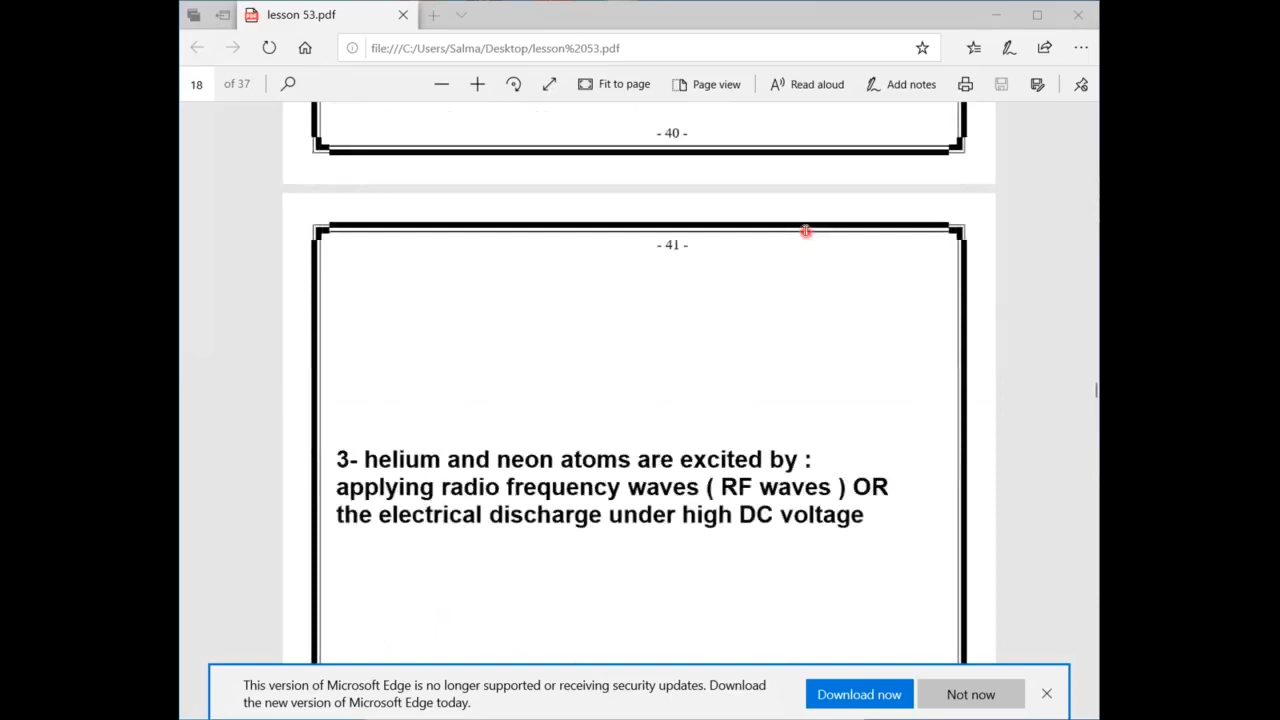 lesson 53.pdf
file:///C:/Users/Salma/Desktop/lesson%2053.pdf
18 of 37
Fit to page
Page view
Read aloud
Add notes
- 40 -
- 41 -
3- helium and neon atoms are excited by :
applying radio frequency waves ( RF waves ) OR
the electrical discharge under high DC voltage
This version of Microsoft Edge is no longer supported or receiving security updates. Download
the new version of Microsoft Edge today.
Download now
Not now